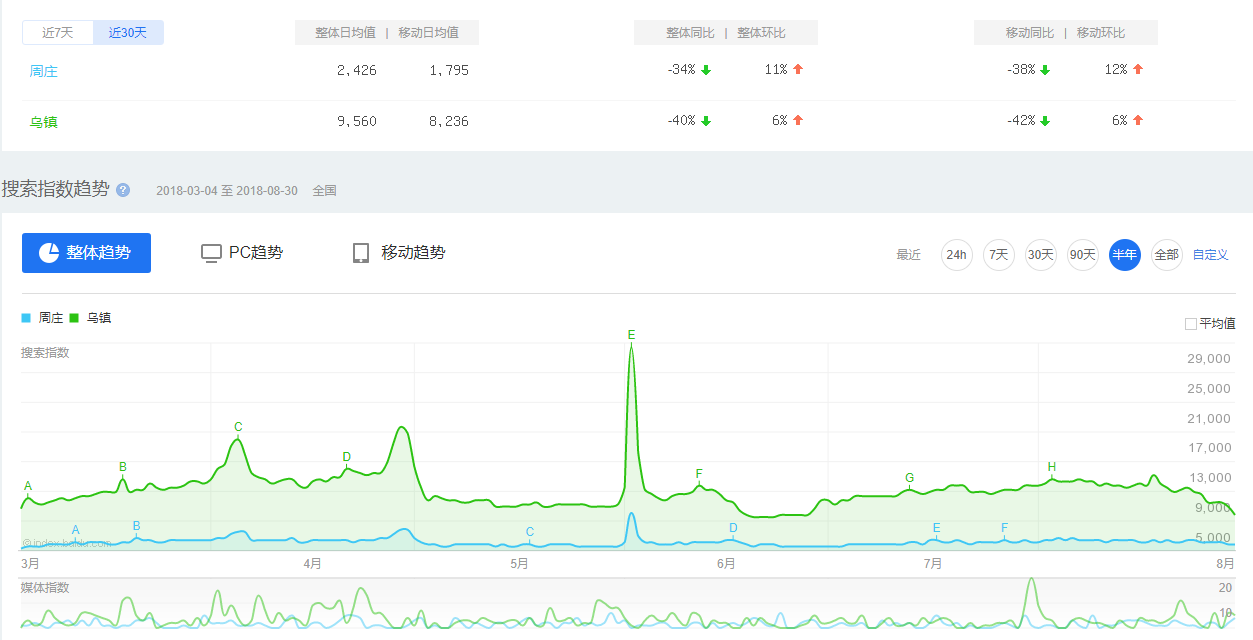 近7天 近30天 整体日均值 | 移动日均值 整体同比 | 整体环比 移动同比 | 移动环比
周庄 2,426 1,795 -34% 11% -38% 12%
乌镇 9,560 8,236 -40% 6% -42% 6%
搜索指数趋势 ? 2018-03-04 至 2018-08-30 全国
整体趋势 PC趋势 移动趋势 最近 24h 7天 30天 90天 半年 全部 自定义
周庄 乌镇
平均值
E
搜索指数
29,000
25,000
21,000
C
17,000
D
B H
F G 13,000
A
9,000
A B C D E F
5,000
©index.baidu.com
3月 4月 5月 6月 7月 8月
媒体指数 20
10